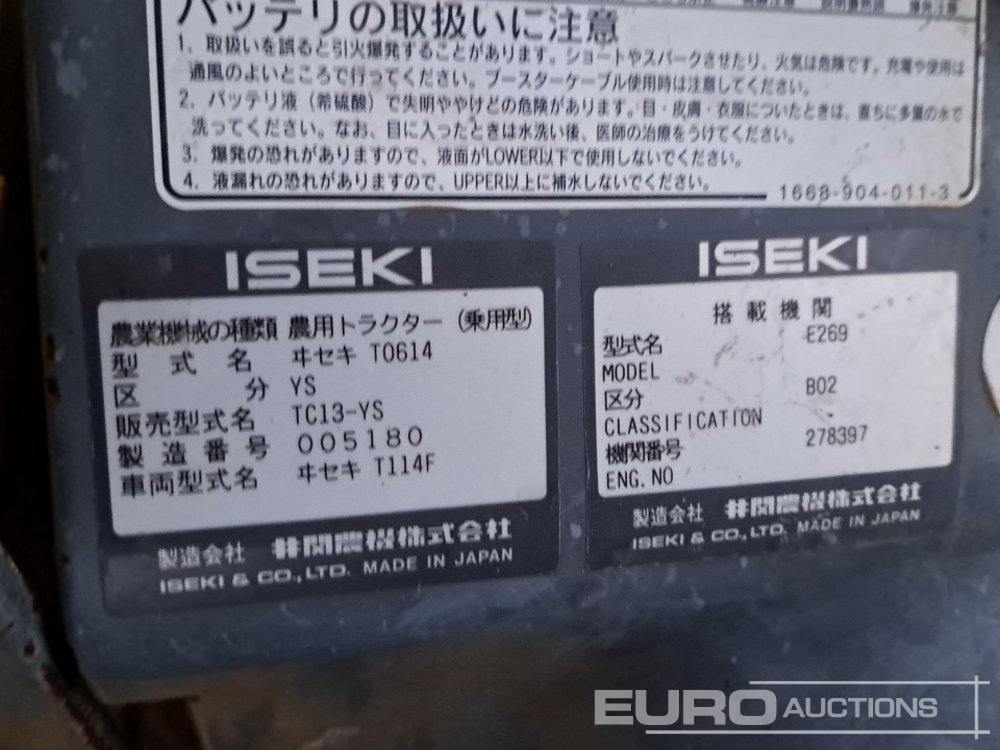 バッテリの取扱いに注意
1. 取扱いを誤ると引火爆発することがあります。ショートやスパークさせたり、火気は危険です。充電や使用は
通風のよいところで行ってください。ブースターケーブル使用時は注意してください。
2. バッテリ液（希硫酸）で失明ややけどの危険があります。目・皮膚・衣服についたときは、直ちに多量の水で
洗ってください。なお、目に入ったときは水洗い後、医師の治療をうけてください。
3. 爆発の恐れがありますので、液面がLOWER以下で使用しないでください。
4. 液漏れの恐れがありますので、UPPER以上に補水しないでください。
1668-904-011-3
ISEKI
農業機械の種類 農用トラクター（乗用型）
型式名 ヰセキ T0614
区分 YS
販売型式名 TC13-YS
製造番号 005180
車両型式名 ヰセキ T114F
製造会社 井関農機株式会社
ISEKI & CO., LTD. MADE IN JAPAN
ISEKI
搭載機関
型式名 E269
MODEL
区分 B02
CLASSIFICATION
機関番号 278397
ENG. NO
製造会社 井関農機株式会社
ISEKI & CO., LTD. MADE IN JAPAN
EURO AUCTIONS